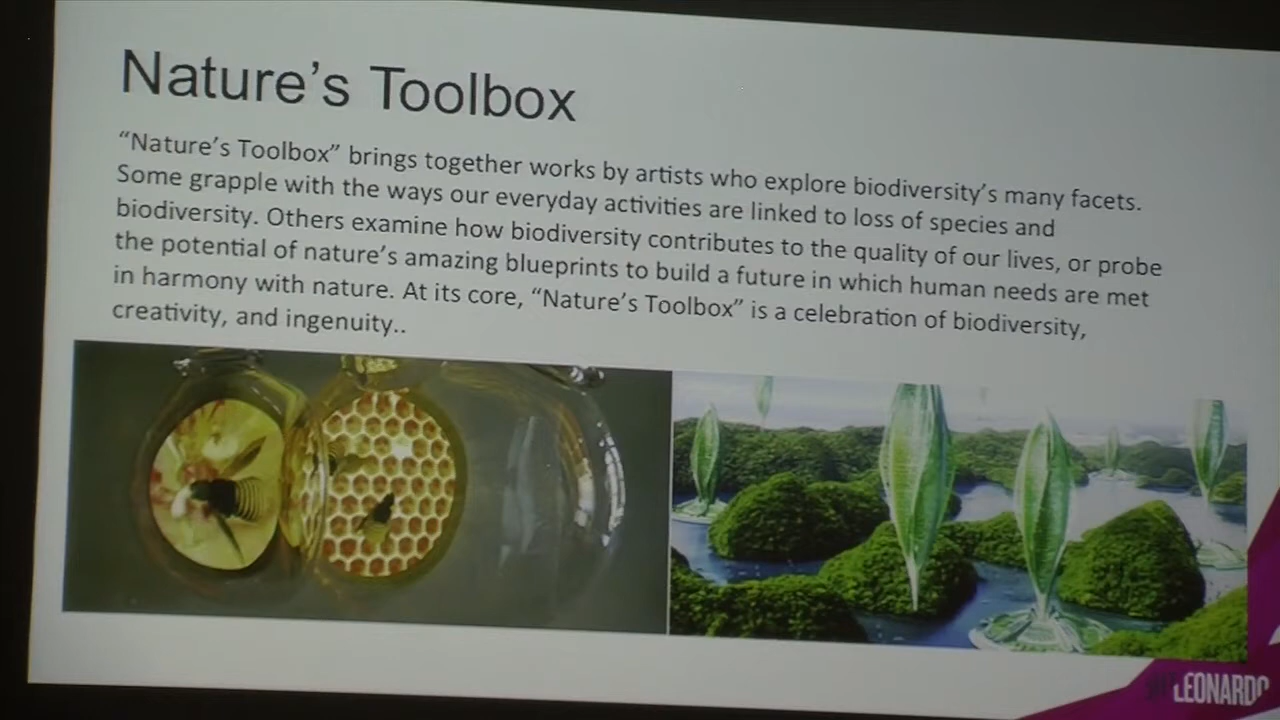 Nature's Toolbox
“Nature's Toolbox” brings together works by artists who explore biodiversity's many facets.
Some grapple with the ways our everyday activities are linked to loss of species and
biodiversity. Others examine how biodiversity contributes to the quality of our lives, or probe
the potential of nature's amazing blueprints to build a future in which human needs are met
in harmony with nature. At its core, “Nature's Toolbox” is a celebration of biodiversity,
creativity, and ingenuity..
LEONARDO